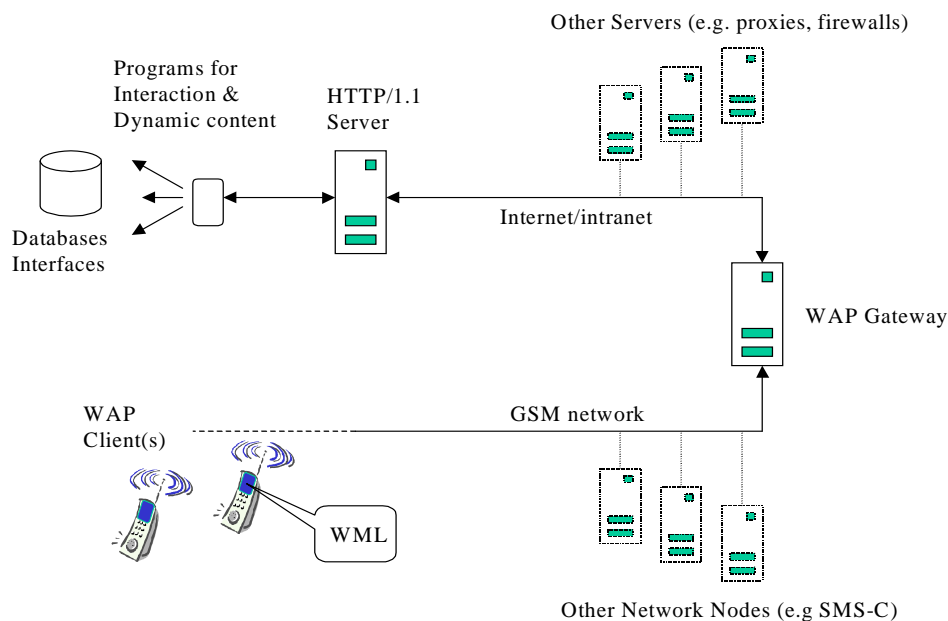 Other Servers (e.g. proxies, firewalls)
Programs for
Interaction &
Dynamic content
HTTP/1.1
Server
Internet/intranet
Databases
Interfaces
WAP Gateway
WAP
Client(s)
GSM network
WML
Other Network Nodes (e.g SMS-C)